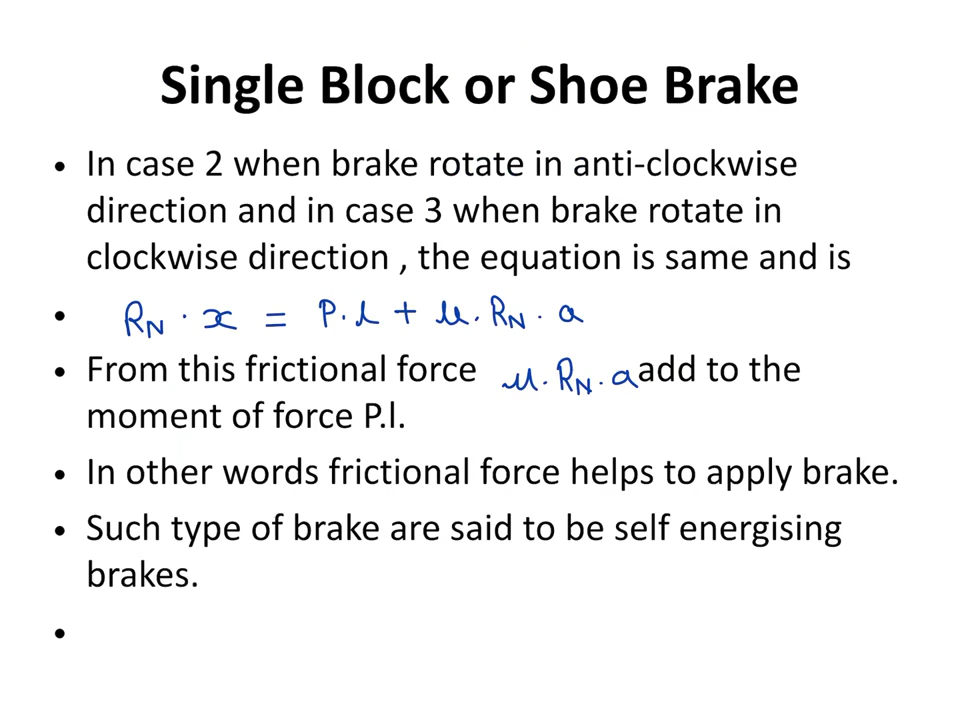 Single Block or Shoe Brake
• In case 2 when brake rotate in anti-clockwise
direction and in case 3 when brake rotate in
clockwise direction , the equation is same and is
• R_N · x = P.l + μ. R_N . a
• From this frictional force μ. R_N . a add to the
moment of force P.l.
• In other words frictional force helps to apply brake.
• Such type of brake are said to be self energising
brakes.
•